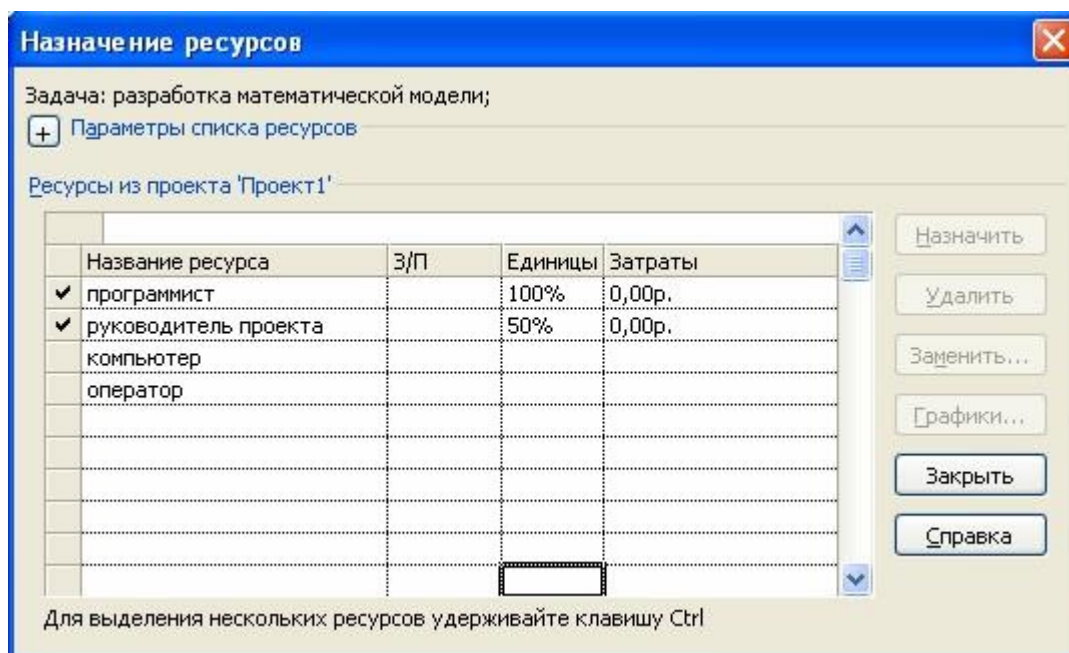 Назначение ресурсов
Задача: разработка математической модели;
+ Параметры списка ресурсов
Ресурсы из проекта 'Проект1'
Назначить
Название ресурса З/П Единицы Затраты
программист 100% 0,00р. Удалить
руководитель проекта 50% 0,00р.
компьютер Заменить...
оператор
Графики...
Закрыть
Справка
Для выделения нескольких ресурсов удерживайте клавишу Ctrl